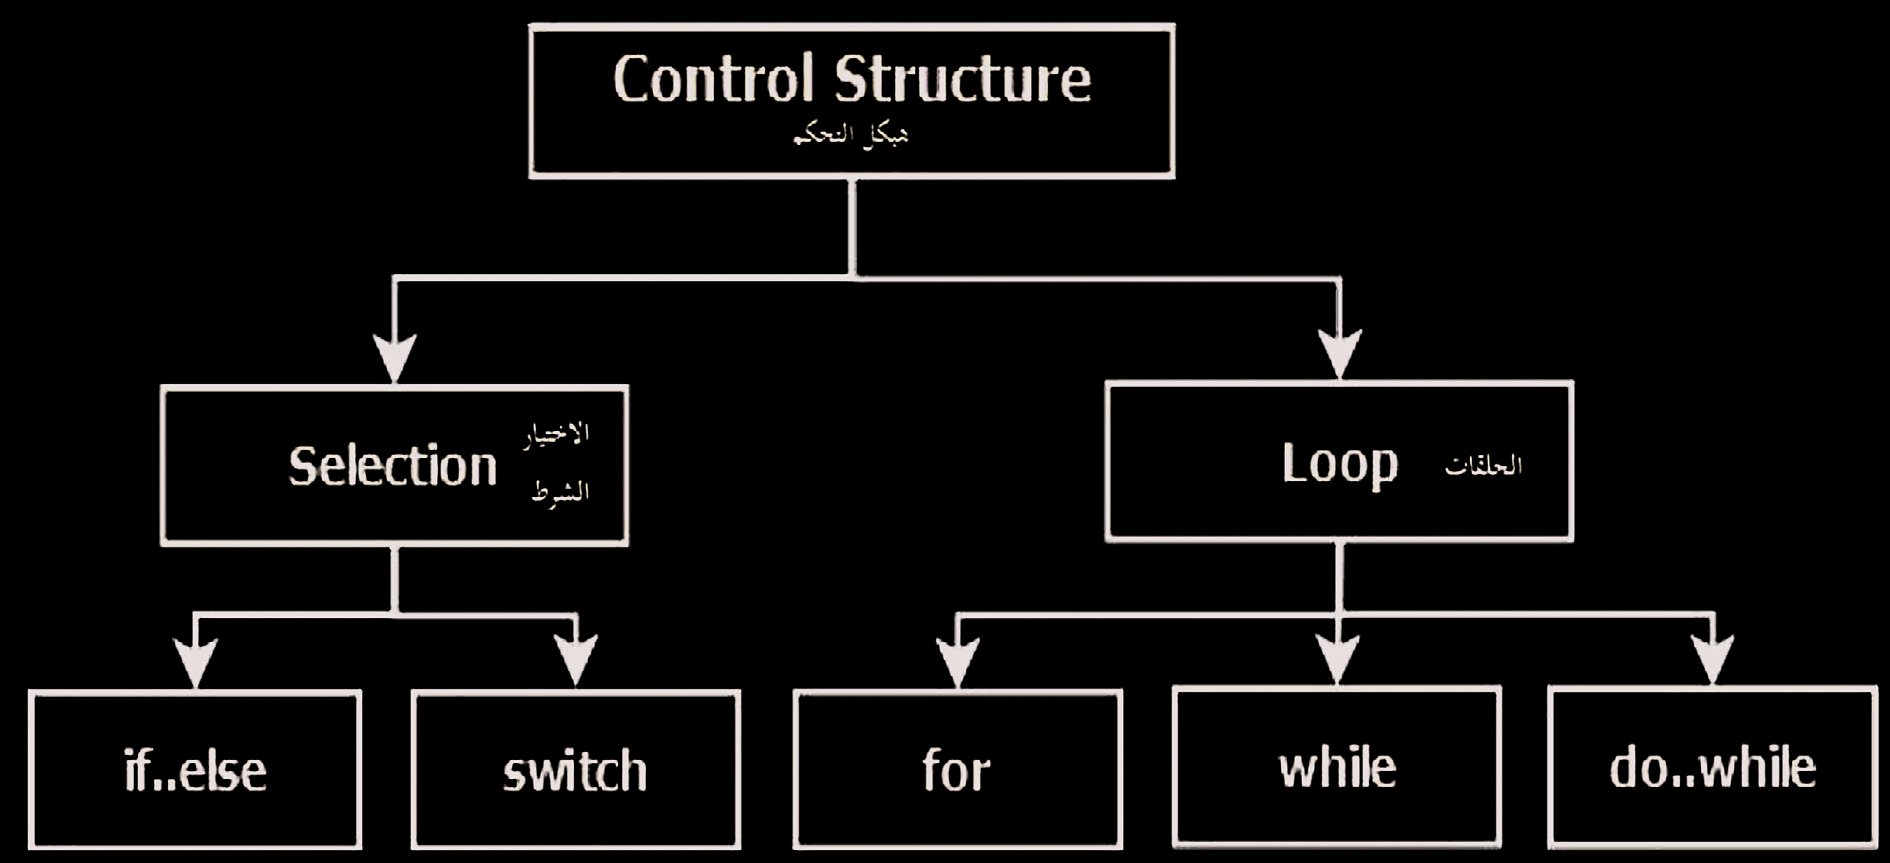 Control Structure
هيكل التحكم
Selection
الاختيار
الشرط
Loop
الحلقات
if..else
switch
for
while
do..while